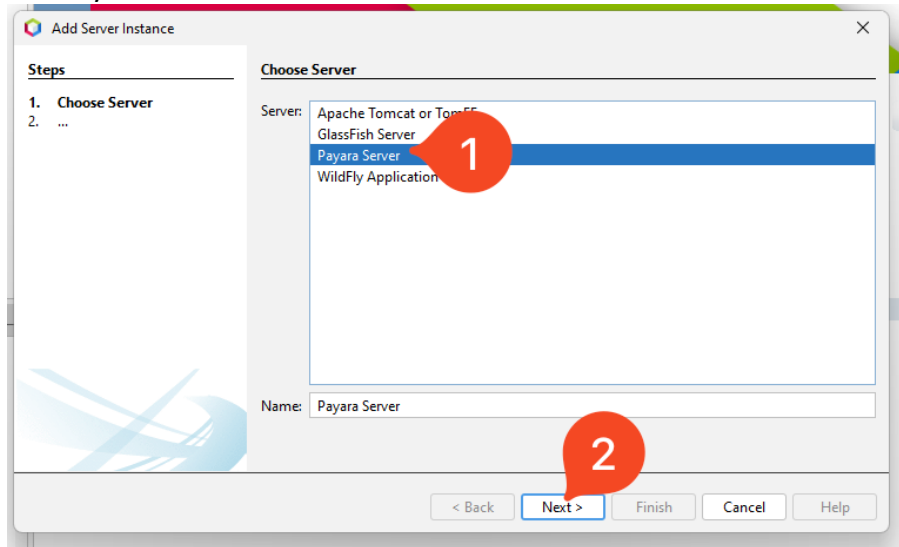 Add Server Instance
Steps
1. Choose Server
2. ...
Choose Server
Server:
Apache Tomcat or
GlassFish Server
Payara Server
WildFly Application
1
Name: Payara Server
2
< Back Next > Finish Cancel Help